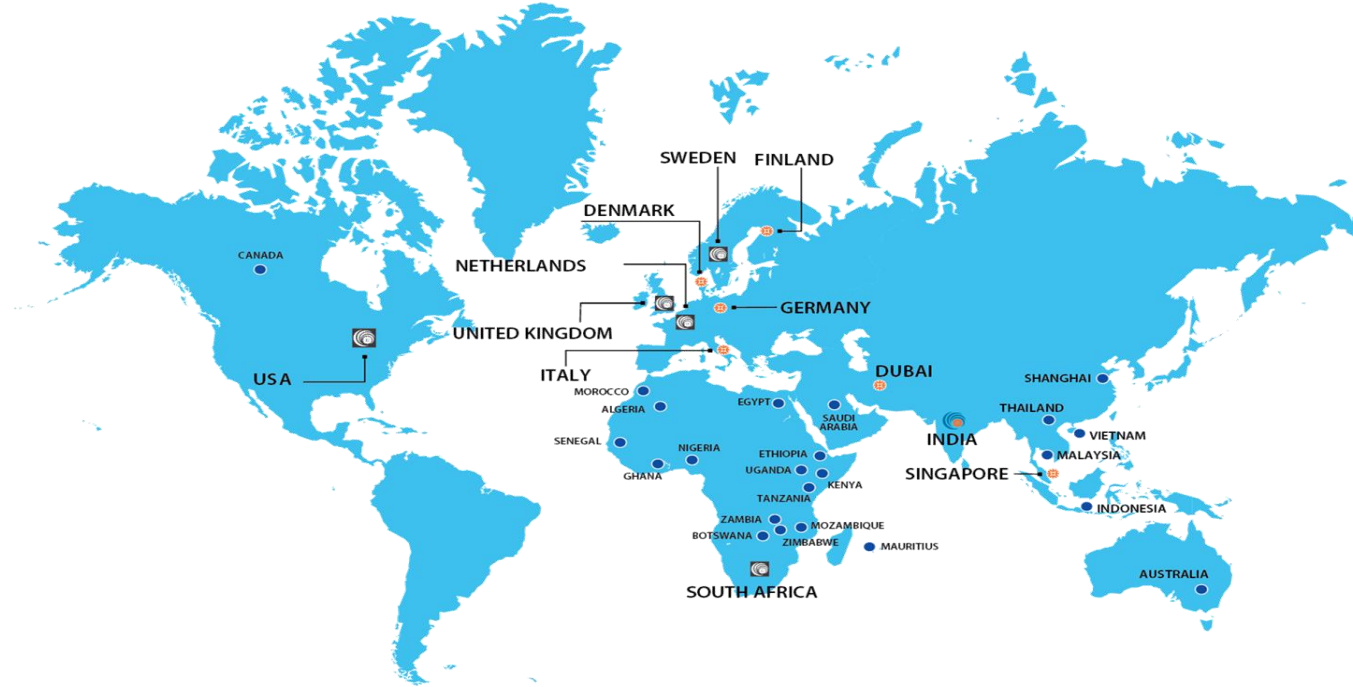 SWEDEN
FINLAND
DENMARK
CANADA
NETHERLANDS
GERMANY
UNITED KINGDOM
ITALY
USA
DUBAI
SHANGHAI
MOROCCO
ALGERIA
EGYPT
SAUDI
ARABIA
THAILAND
SENEGAL
NIGERIA
INDIA
VIETNAM
ETHIOPIA
MALAYSIA
GHANA
UGANDA
KENYA
SINGAPORE
TANZANIA
INDONESIA
ZAMBIA
MOZAMBIQUE
BOTSWANA
ZIMBABWE
MAURITIUS
AUSTRALIA
SOUTH AFRICA